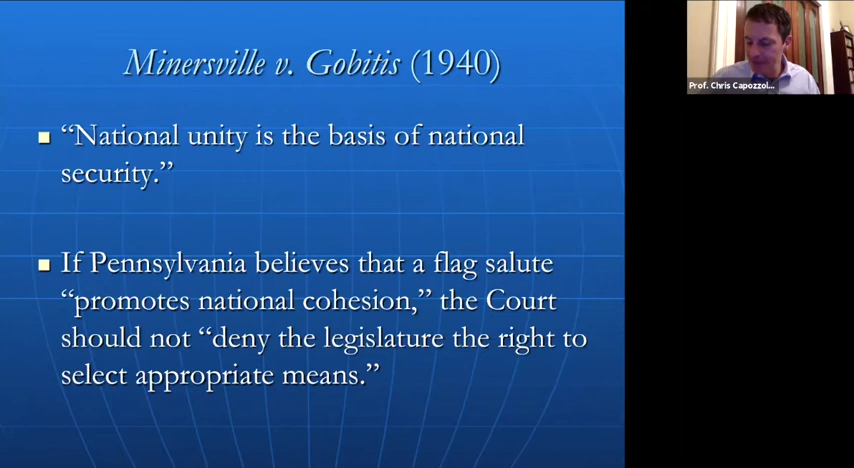 Minersville v. Gobitis (1940)
“National unity is the basis of national
security.”
If Pennsylvania believes that a flag salute
“promotes national cohesion,” the Court
should not “deny the legislature the right to
select appropriate means.”
Prof. Chris Capozzol...